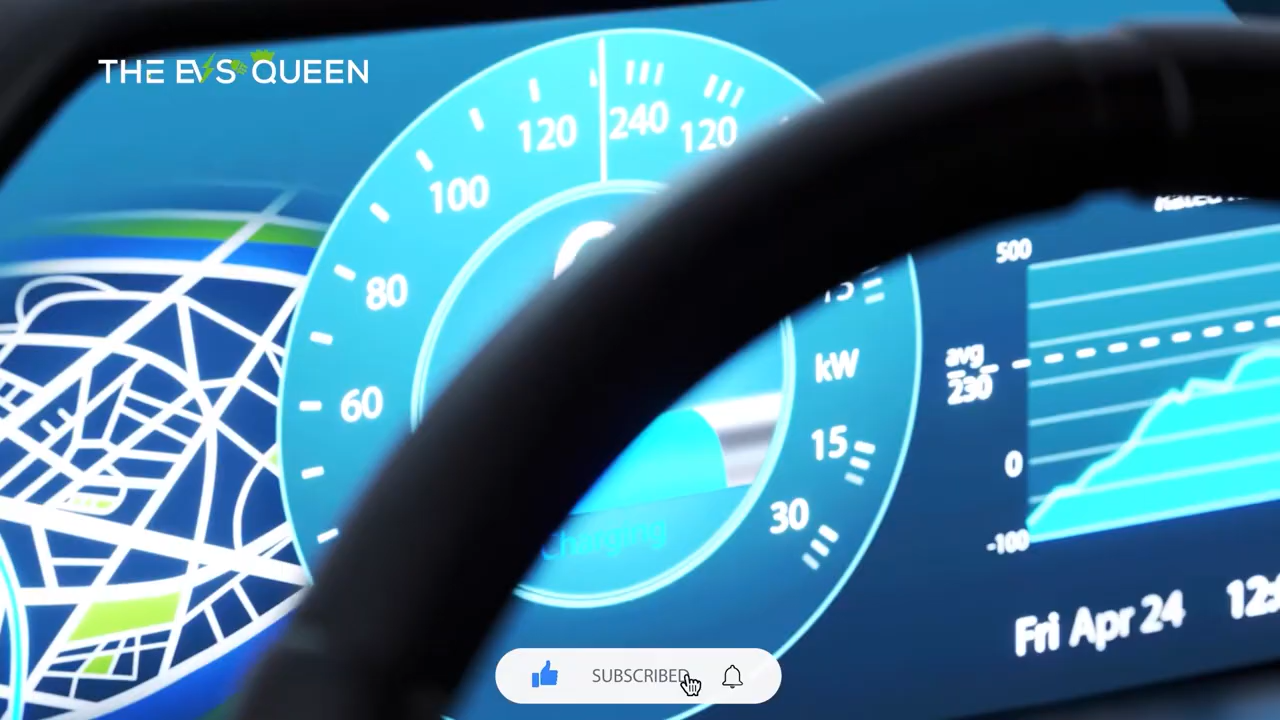 THE EVS QUEEN
120
240
120
100
80
60
kW
15
30
Charging
500
avg
230
0
-100
Fri Apr 24
SUBSCRIBED